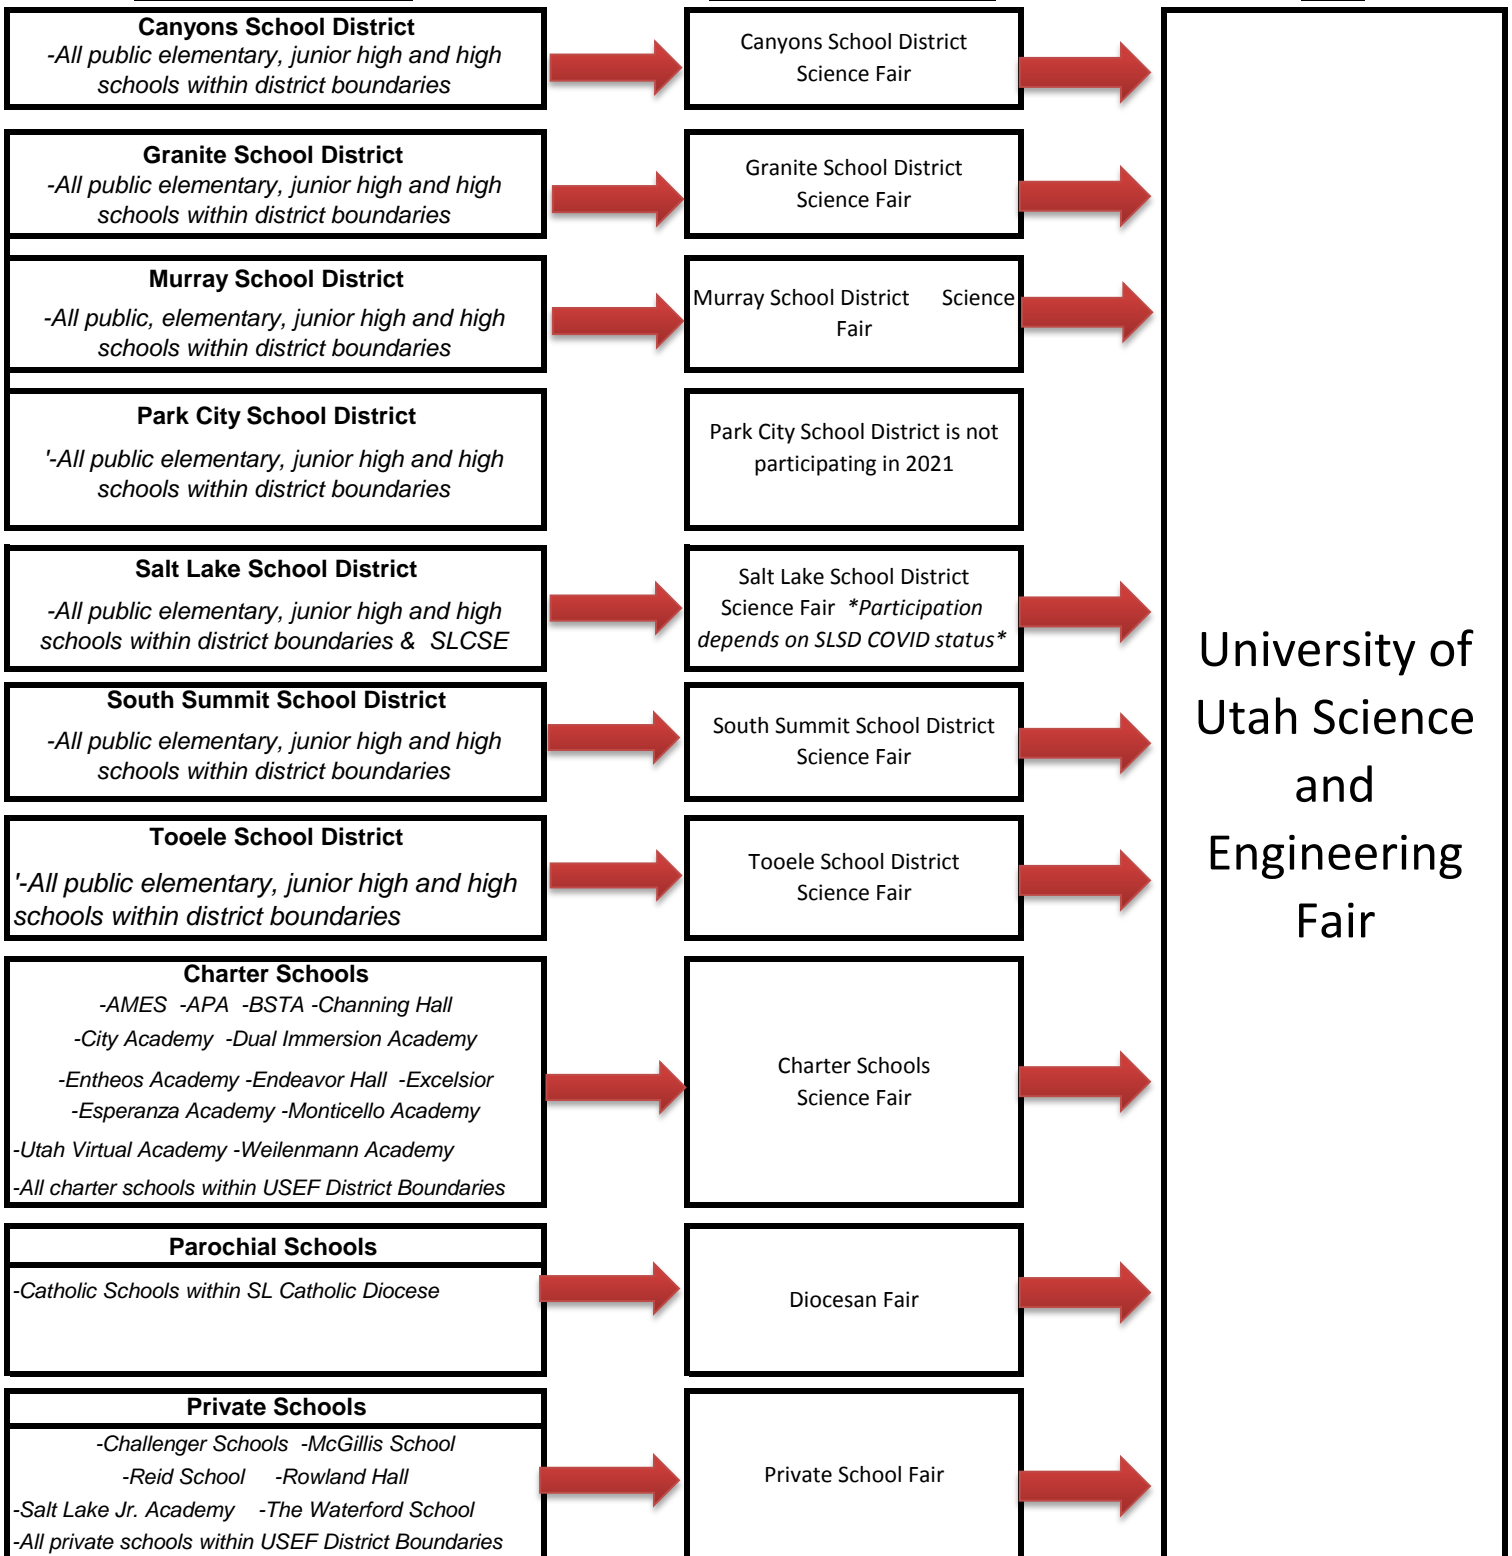 Canyons School District
-All public elementary, junior high and high
schools within district boundaries
Canyons School District
Science Fair
Granite School District
-All public elementary, junior high and high
schools within district boundaries
Granite School District
Science Fair
Murray School District
-All public, elementary, junior high and high
schools within district boundaries
Murray School District Science
Fair
Park City School District
'-All public elementary, junior high and high
schools within district boundaries
Park City School District is not
participating in 2021
Salt Lake School District
-All public elementary, junior high and high
schools within district boundaries & SLCSE
Salt Lake School District
Science Fair *Participation
depends on SLSD COVID status*
South Summit School District
-All public elementary, junior high and high
schools within district boundaries
South Summit School District
Science Fair
Tooele School District
'-All public elementary, junior high and high
schools within district boundaries
Tooele School District
Science Fair
Charter Schools
-AMES -APA -BSTA -Channing Hall
-City Academy -Dual Immersion Academy
-Entheos Academy -Endeavor Hall -Excelsior
-Esperanza Academy -Monticello Academy
-Utah Virtual Academy -Weilenmann Academy
-All charter schools within USEF District Boundaries
Charter Schools
Science Fair
Parochial Schools
-Catholic Schools within SL Catholic Diocese
Diocesan Fair
Private Schools
-Challenger Schools -McGillis School
-Reid School -Rowland Hall
-Salt Lake Jr. Academy -The Waterford School
-All private schools within USEF District Boundaries
Private School Fair
University of
Utah Science
and
Engineering
Fair